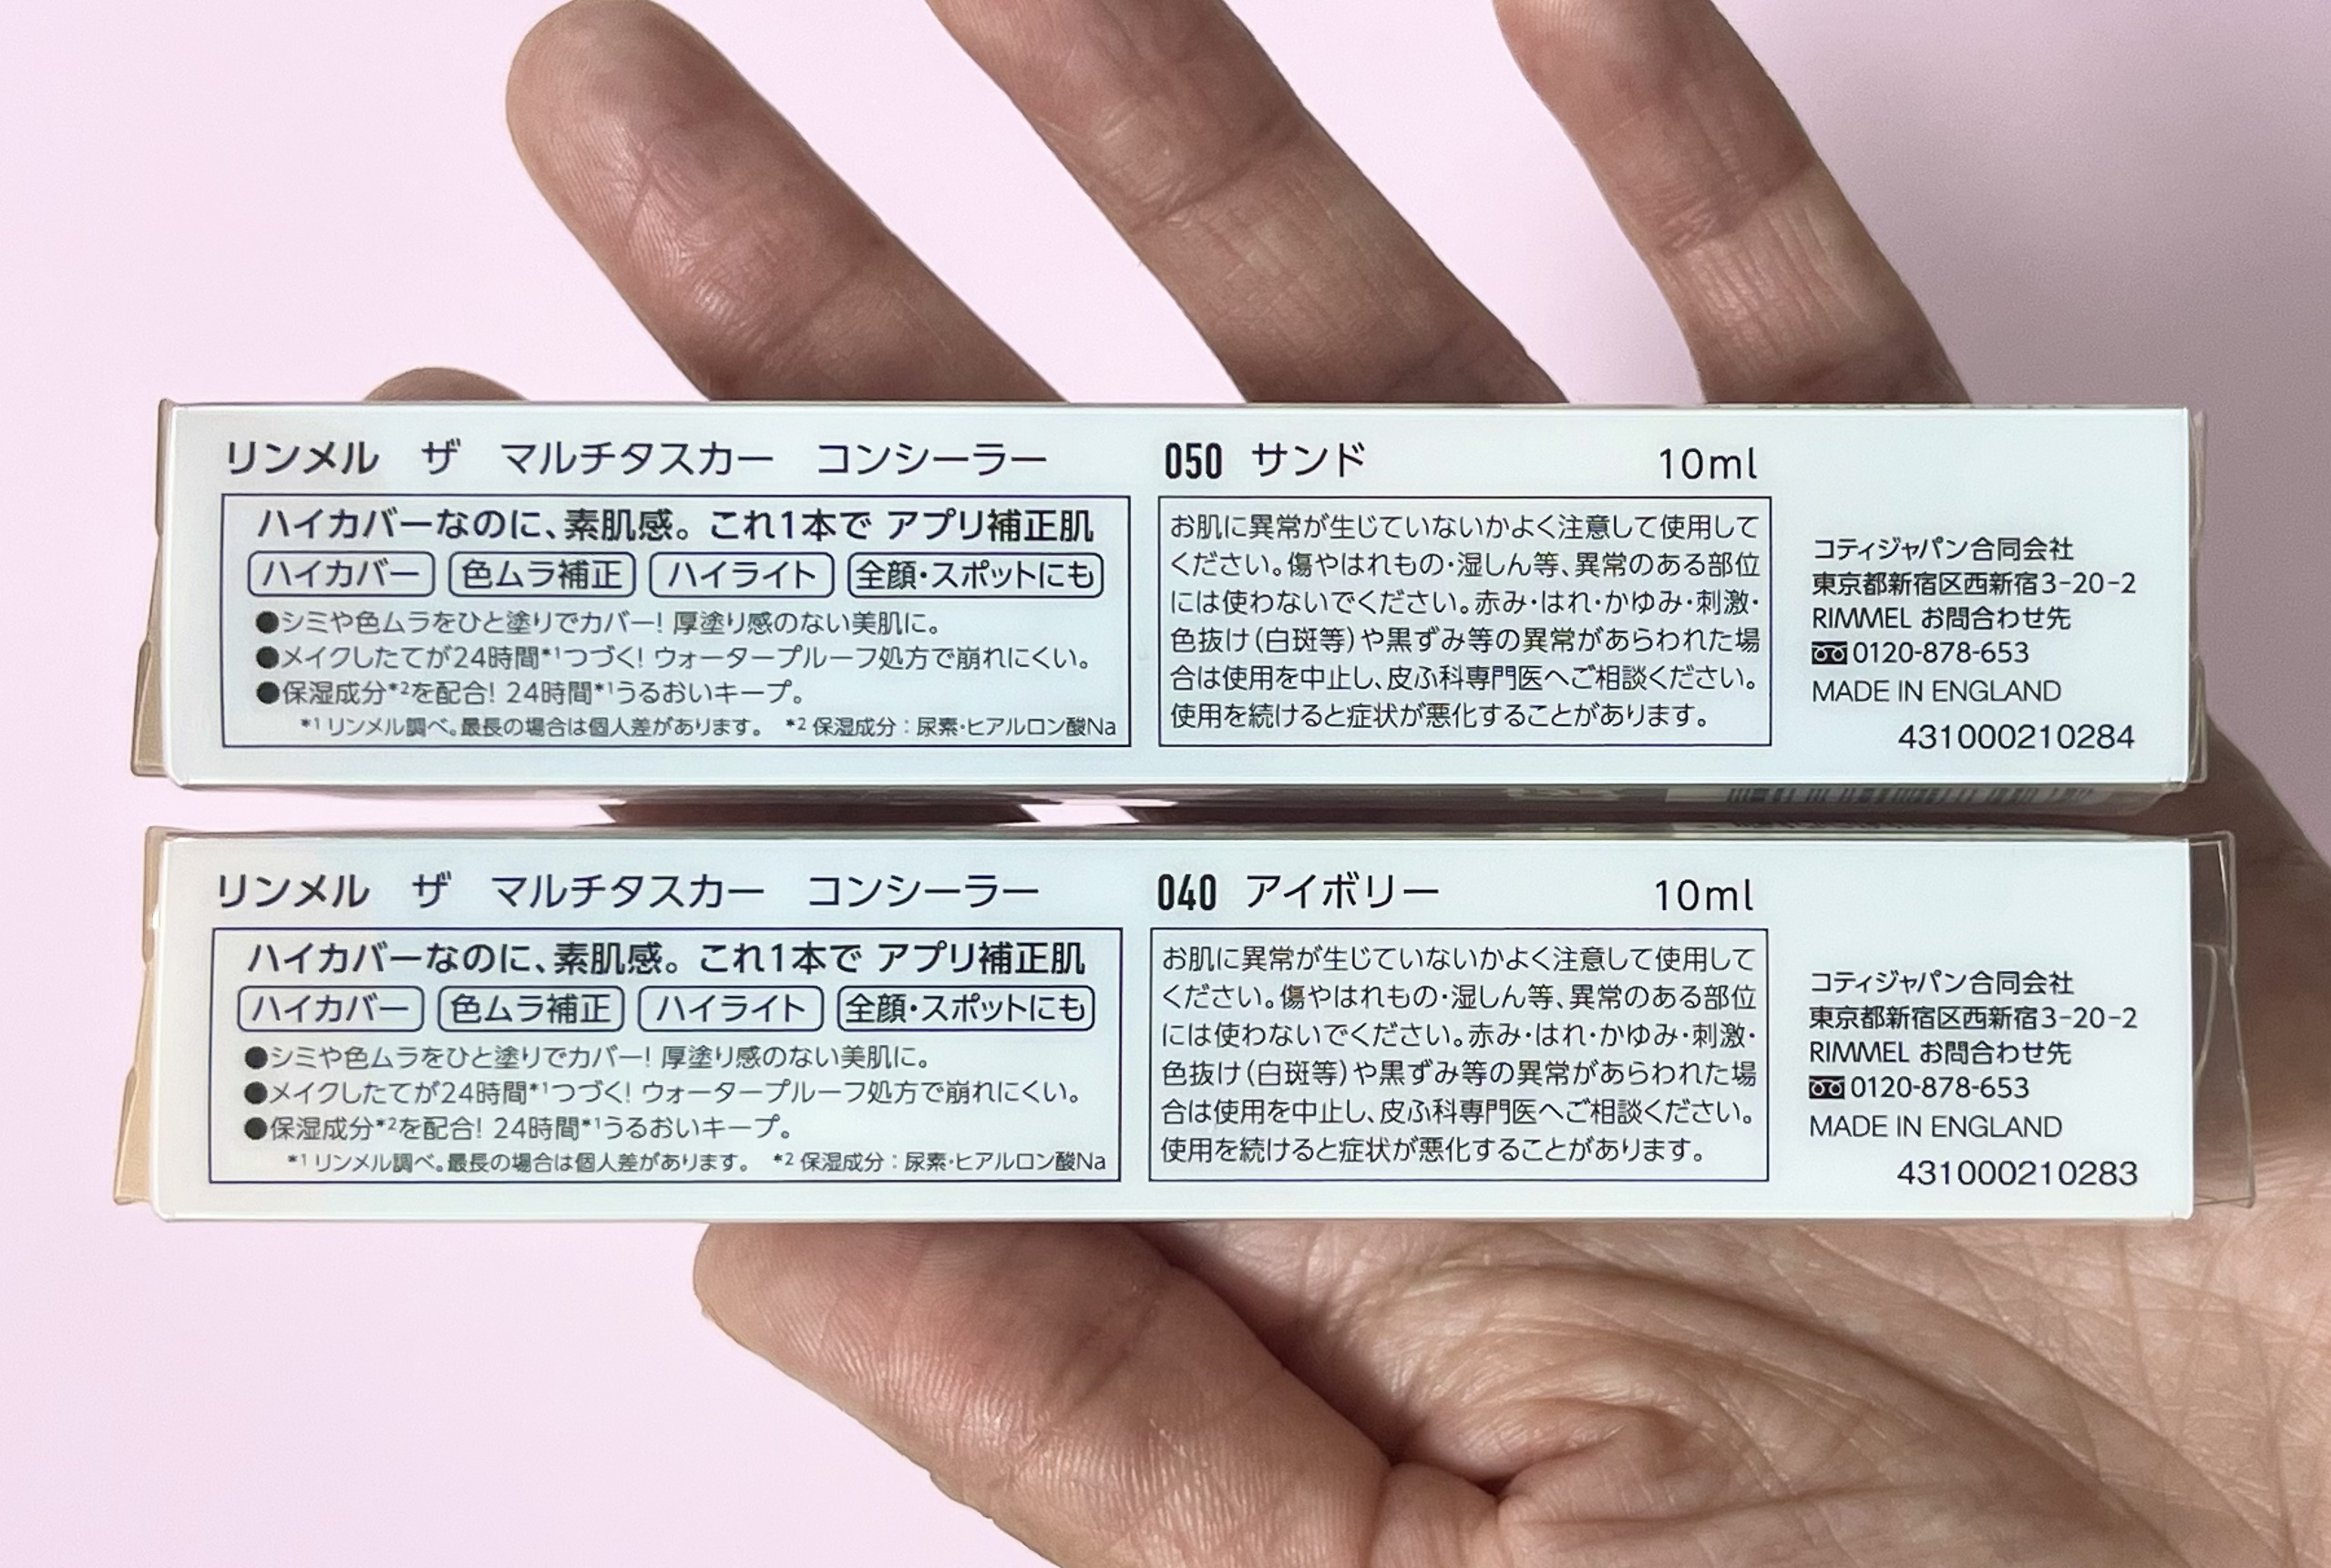 リンメル ザ マルチタスカー コンシーラー
ハイカバーなのに、素肌感。これ1本で アプリ補正肌
ハイカバー 色ムラ補正 ハイライト 全顔・スポットにも
●シミや色ムラをひと塗りでカバー! 厚塗り感のない美肌に。
●メイクしたてが24時間*1つづく! ウォータープルーフ処方で崩れにくい。
●保湿成分*2を配合! 24時間*1うるおいキープ。
*1 リンメル調べ。最長の場合は個人差があります。 *2 保湿成分：尿素・ヒアルロン酸Na
050 サンド 10ml
お肌に異常が生じていないかよく注意して使用して
ください。傷やはれもの・湿しん等、異常のある部位
には使わないでください。赤み・はれ・かゆみ・刺激・
色抜け(白斑等)や黒ずみ等の異常があらわれた場
合は使用を中止し、皮ふ科専門医へご相談ください。
使用を続けると症状が悪化することがあります。
コティジャパン合同会社
東京都新宿区西新宿3-20-2
RIMMEL お問合わせ先
0120-878-653
MADE IN ENGLAND
431000210284
リンメル ザ マルチタスカー コンシーラー
ハイカバーなのに、素肌感。これ1本で アプリ補正肌
ハイカバー 色ムラ補正 ハイライト 全顔・スポットにも
●シミや色ムラをひと塗りでカバー! 厚塗り感のない美肌に。
●メイクしたてが24時間*1つづく! ウォータープルーフ処方で崩れにくい。
●保湿成分*2を配合! 24時間*1うるおいキープ。
*1 リンメル調べ。最長の場合は個人差があります。 *2 保湿成分：尿素・ヒアルロン酸Na
040 アイボリー 10ml
お肌に異常が生じていないかよく注意して使用して
ください。傷やはれもの・湿しん等、異常のある部位
には使わないでください。赤み・はれ・かゆみ・刺激・
色抜け(白斑等)や黒ずみ等の異常があらわれた場
合は使用を中止し、皮ふ科専門医へご相談ください。
使用を続けると症状が悪化することがあります。
コティジャパン合同会社
東京都新宿区西新宿3-20-2
RIMMEL お問合わせ先
0120-878-653
MADE IN ENGLAND
431000210283